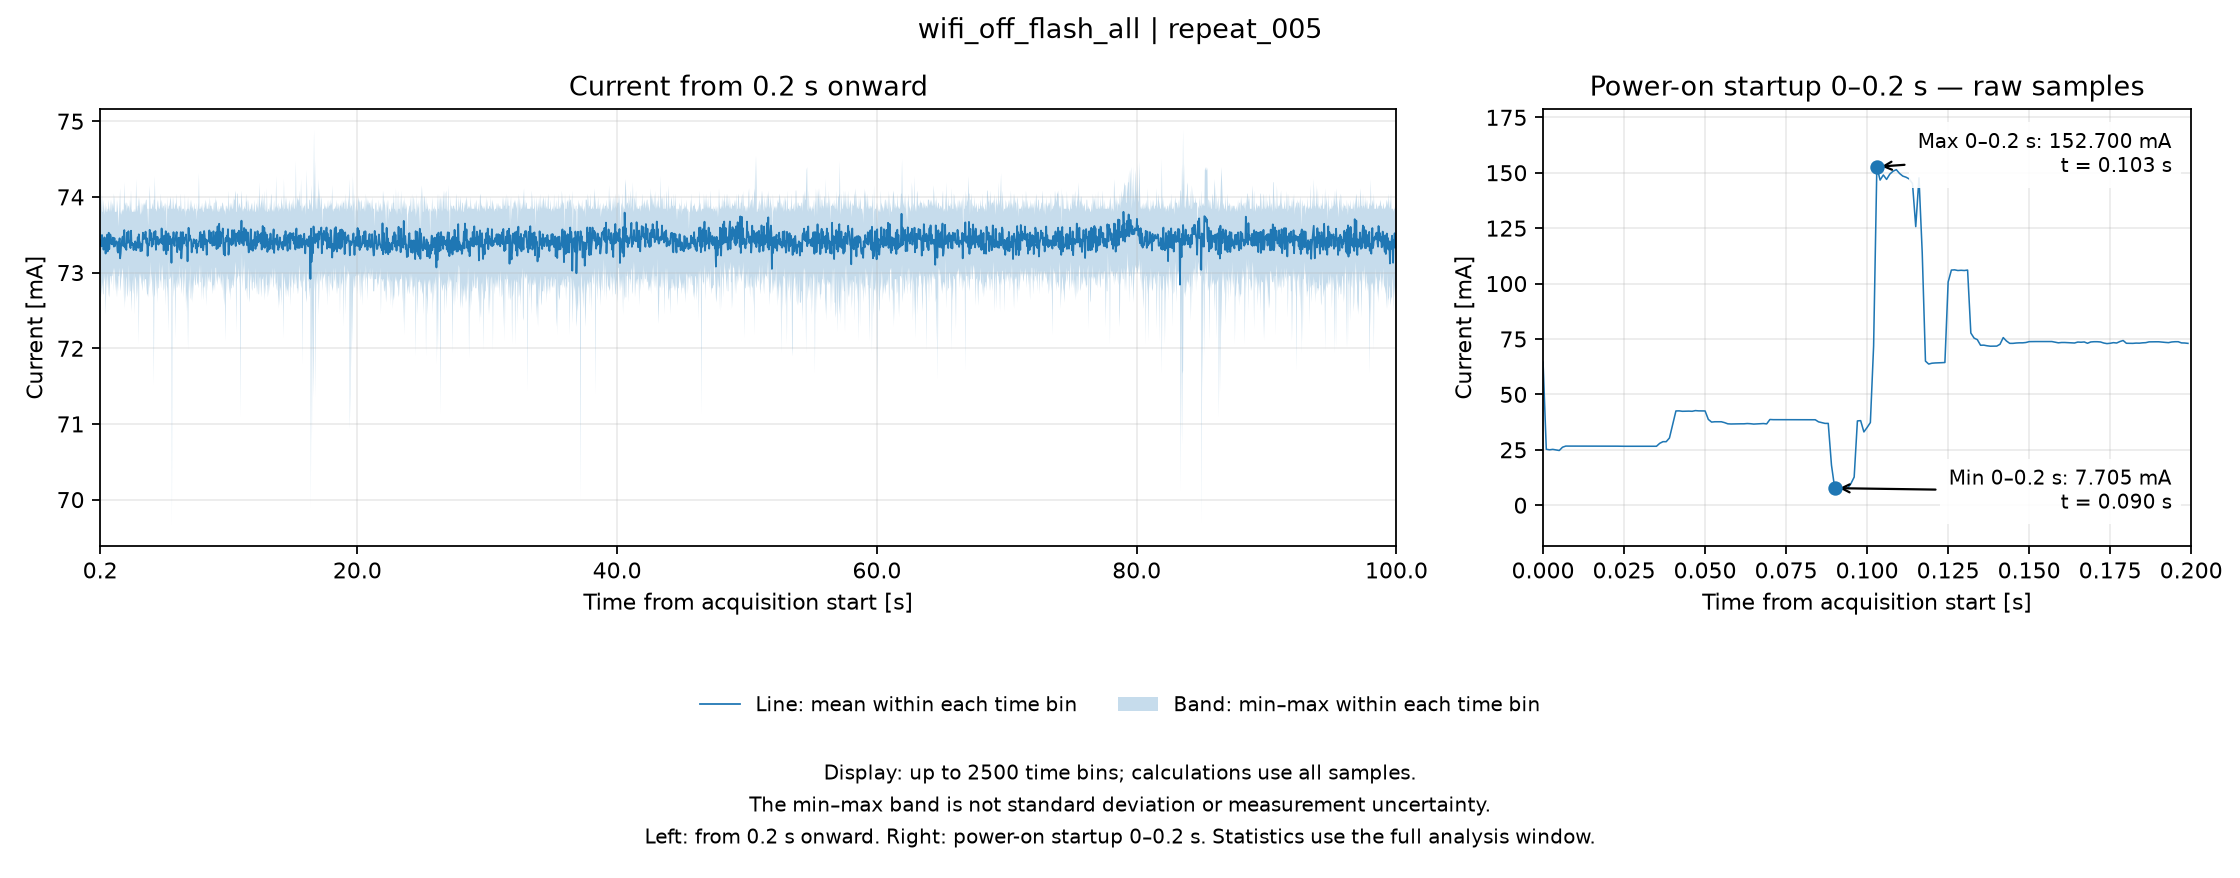 wifi_off_flash_all | repeat_005
Current from 0.2 s onward
75
74
73
72
71
70
Current [mA]
0.2
20.0
40.0
60.0
80.0
100.0
Time from acquisition start [s]
Power-on startup 0–0.2 s — raw samples
175
150
125
100
75
50
25
0
Current [mA]
Max 0–0.2 s: 152.700 mA
t = 0.103 s
Min 0–0.2 s: 7.705 mA
t = 0.090 s
0.000
0.025
0.050
0.075
0.100
0.125
0.150
0.175
0.200
Time from acquisition start [s]
Line: mean within each time bin
Band: min–max within each time bin
Display: up to 2500 time bins; calculations use all samples.
The min–max band is not standard deviation or measurement uncertainty.
Left: from 0.2 s onward. Right: power-on startup 0–0.2 s. Statistics use the full analysis window.